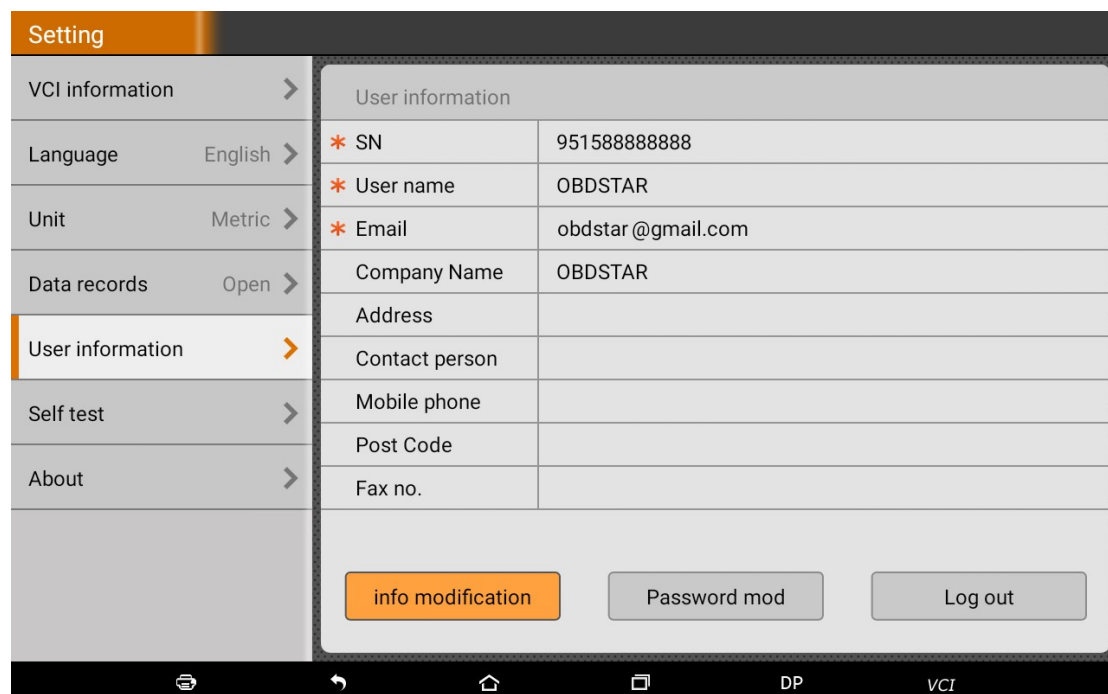 Setting
VCI information
Language English
Unit Metric
Data records Open
User information
Self test
About
User information
* SN 951588888888
* User name OBDSTAR
* Email obdstar@gmail.com
Company Name OBDSTAR
Address
Contact person
Mobile phone
Post Code
Fax no.
info modification Password mod Log out
DP VCI